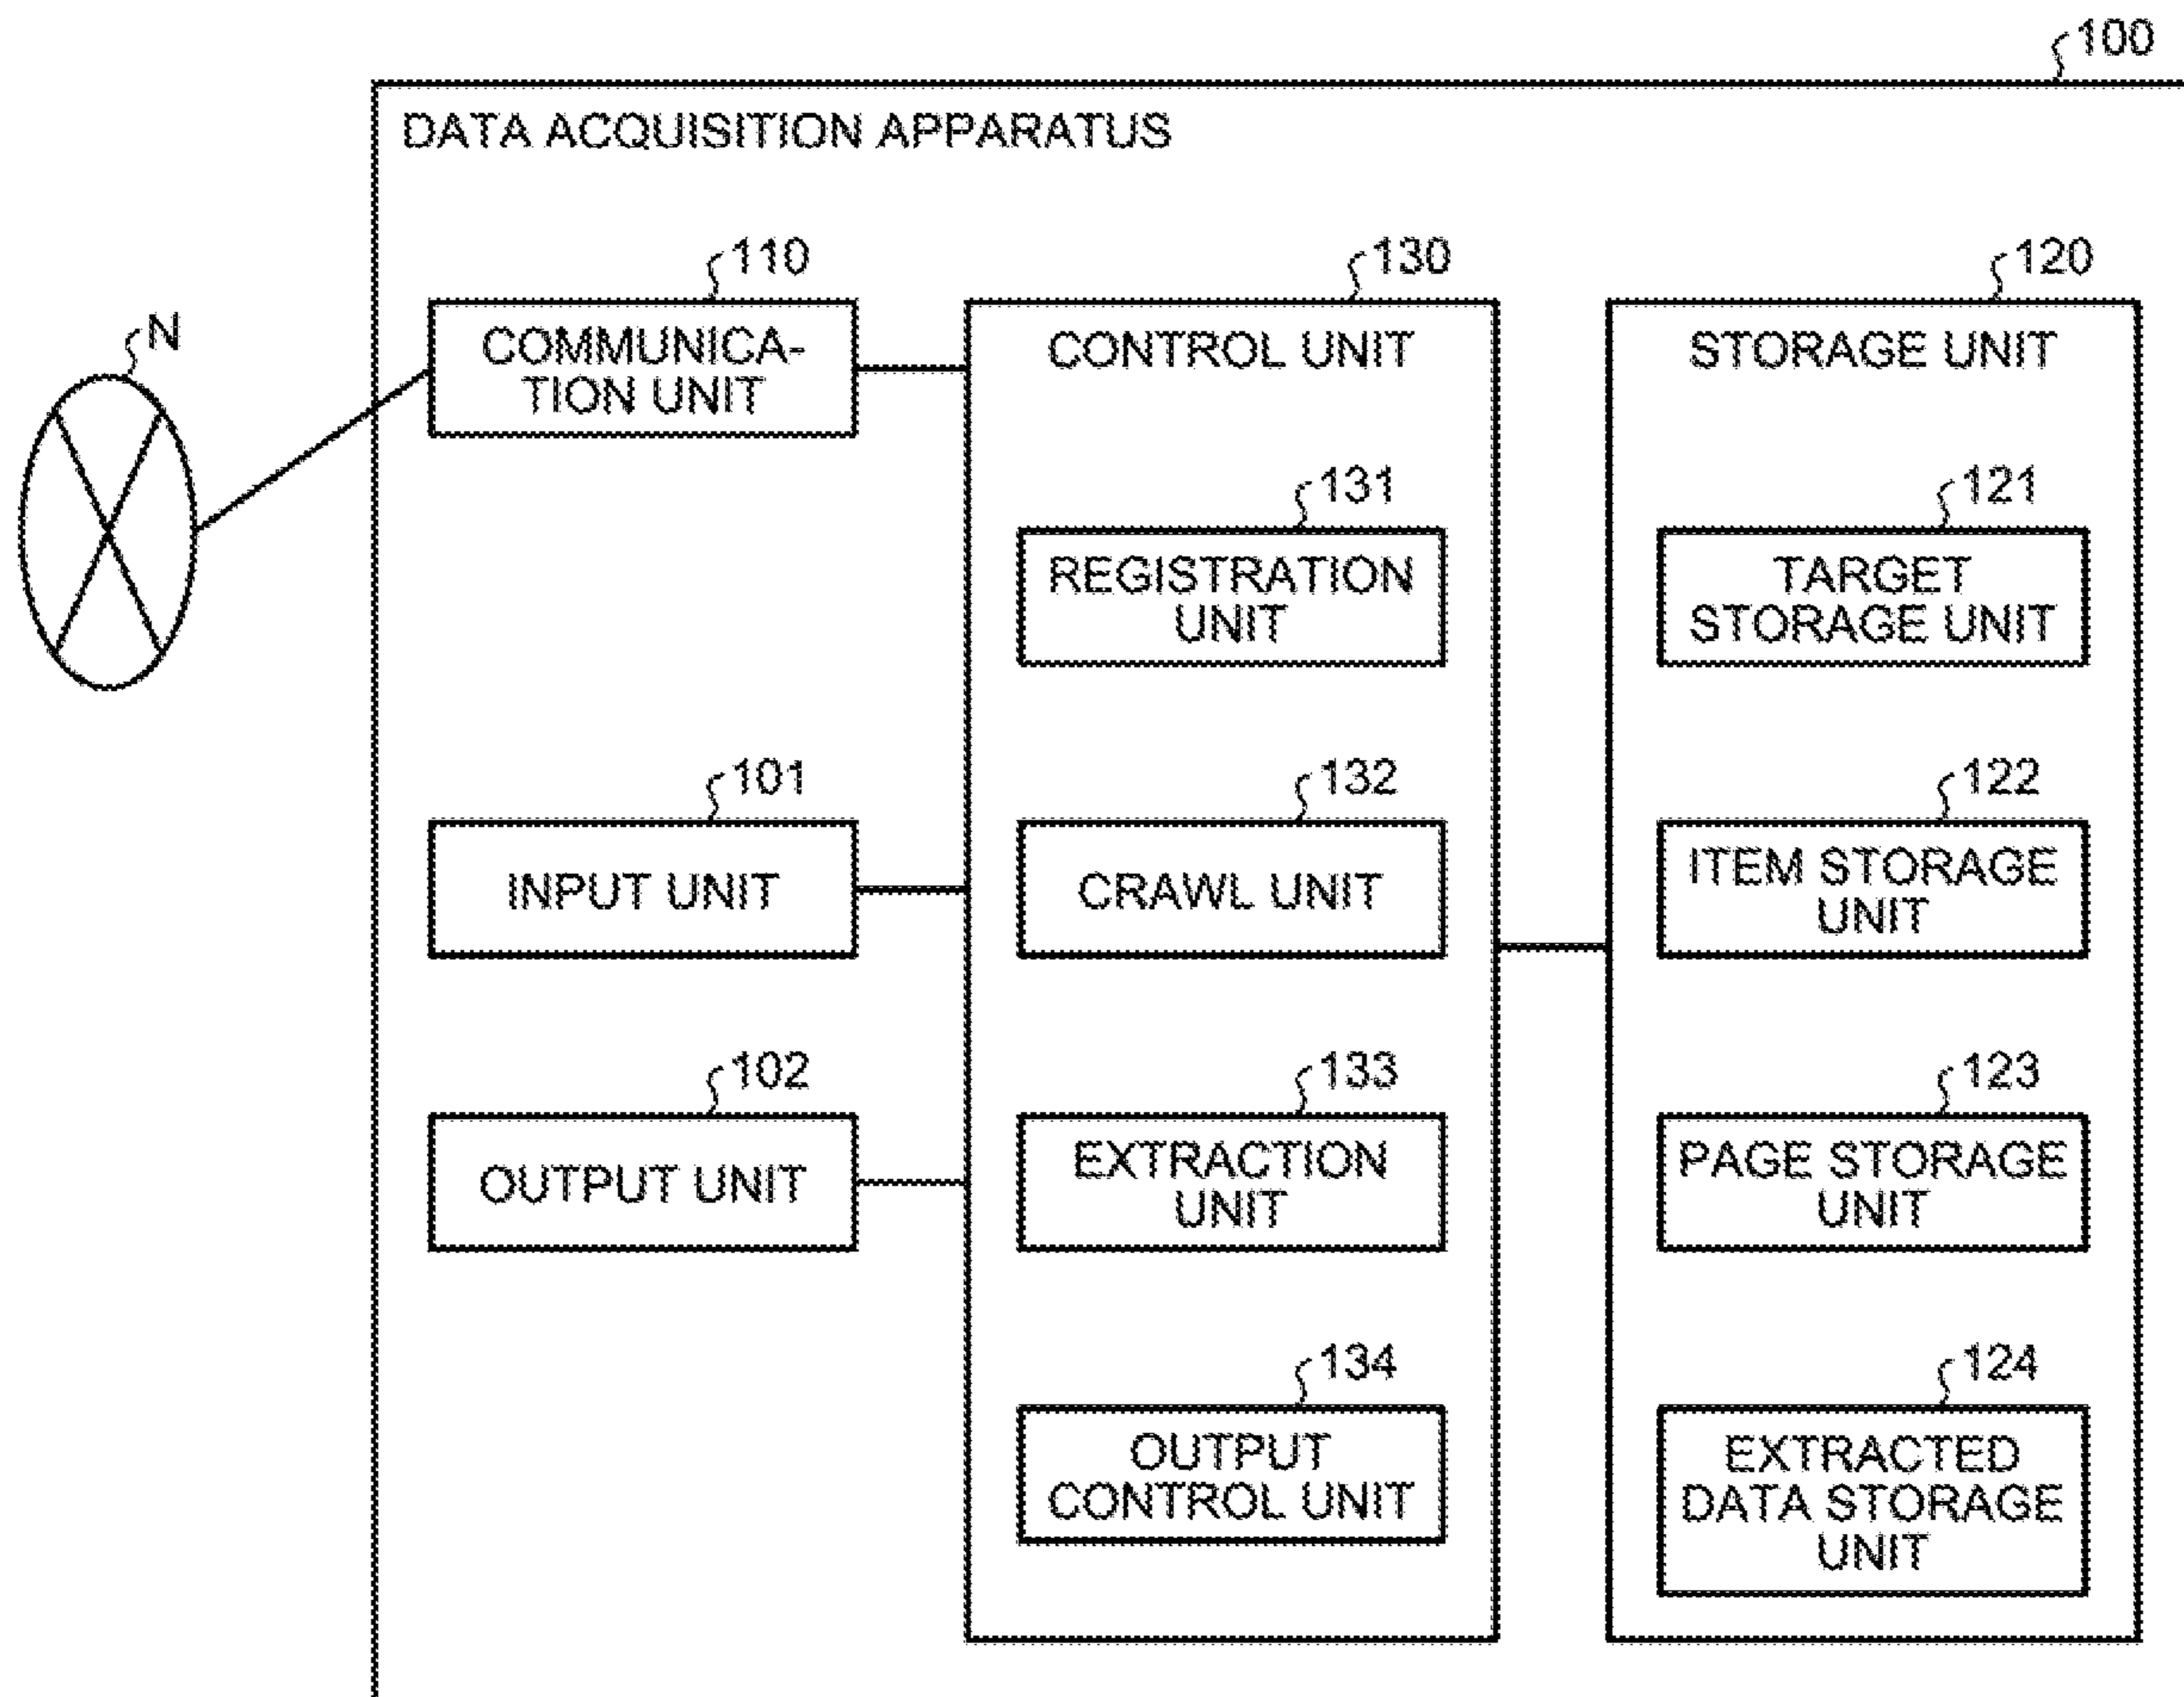 100
DATA ACQUISITION APPARATUS
N
110
COMMUNICA-
TION UNIT
101
INPUT UNIT
102
OUTPUT UNIT
130
CONTROL UNIT
131
REGISTRATION
UNIT
132
CRAWL UNIT
133
EXTRACTION
UNIT
134
OUTPUT
CONTROL UNIT
120
STORAGE UNIT
121
TARGET
STORAGE UNIT
122
ITEM STORAGE
UNIT
123
PAGE STORAGE
UNIT
124
EXTRACTED
DATA STORAGE
UNIT